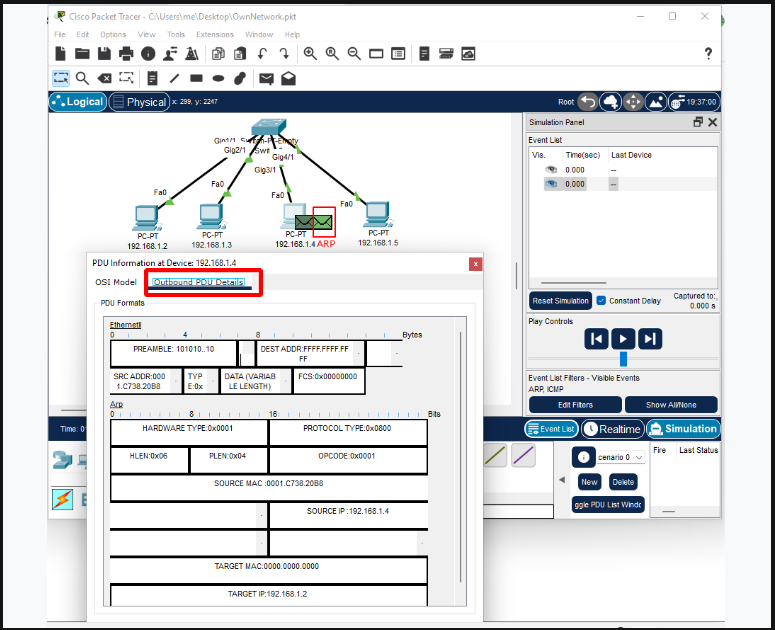 Cisco Packet Tracer - C:\Users\me\Desktop\OwnNetwork.pkt
File Edit Options View Tools Extensions Window Help
?
Logical Physical x: 299, y: 2247 Root 19:37:00
Simulation Panel
Event List
Vis. Time(sec) Last Device
0.000 --
0.000 --
Gig1/1 Switch-PT-Empty
Gig2/1 Swit
Gig4/1
Gig3/1
Fa0
Fa0
Fa0
Fa0
PC-PT
192.168.1.2
PC-PT
192.168.1.3
PC-PT
192.168.1.4 ARP
PC-PT
192.168.1.5
Reset Simulation Constant Delay Captured to:
0.000 s
Play Controls
Event List Filters - Visible Events
ARP, ICMP
Edit Filters Show All/None
Event List Realtime Simulation
PDU Information at Device: 192.168.1.4 x
OSI Model Outbound PDU Details
PDU Formats
EthernetII
0 4 8 Bytes
PREAMBLE: 101010..10 DEST ADDR:FFFF.FFFF.FF
FF
SRC ADDR:000
1.C738.20B8 TYP
E:0x DATA (VARIAB
LE LENGTH) FCS:0x00000000
Arp
0 8 16 Bits
HARDWARE TYPE:0x0001 PROTOCOL TYPE:0x0800
HLEN:0x06 PLEN:0x04 OPCODE:0x0001
SOURCE MAC :0001.C738.20B8
SOURCE IP :192.168.1.4
TARGET MAC:0000.0000.0000
TARGET IP:192.168.1.2
Time: 0
cenario 0
New Delete
ggle PDU List Windo
Fire Last Status